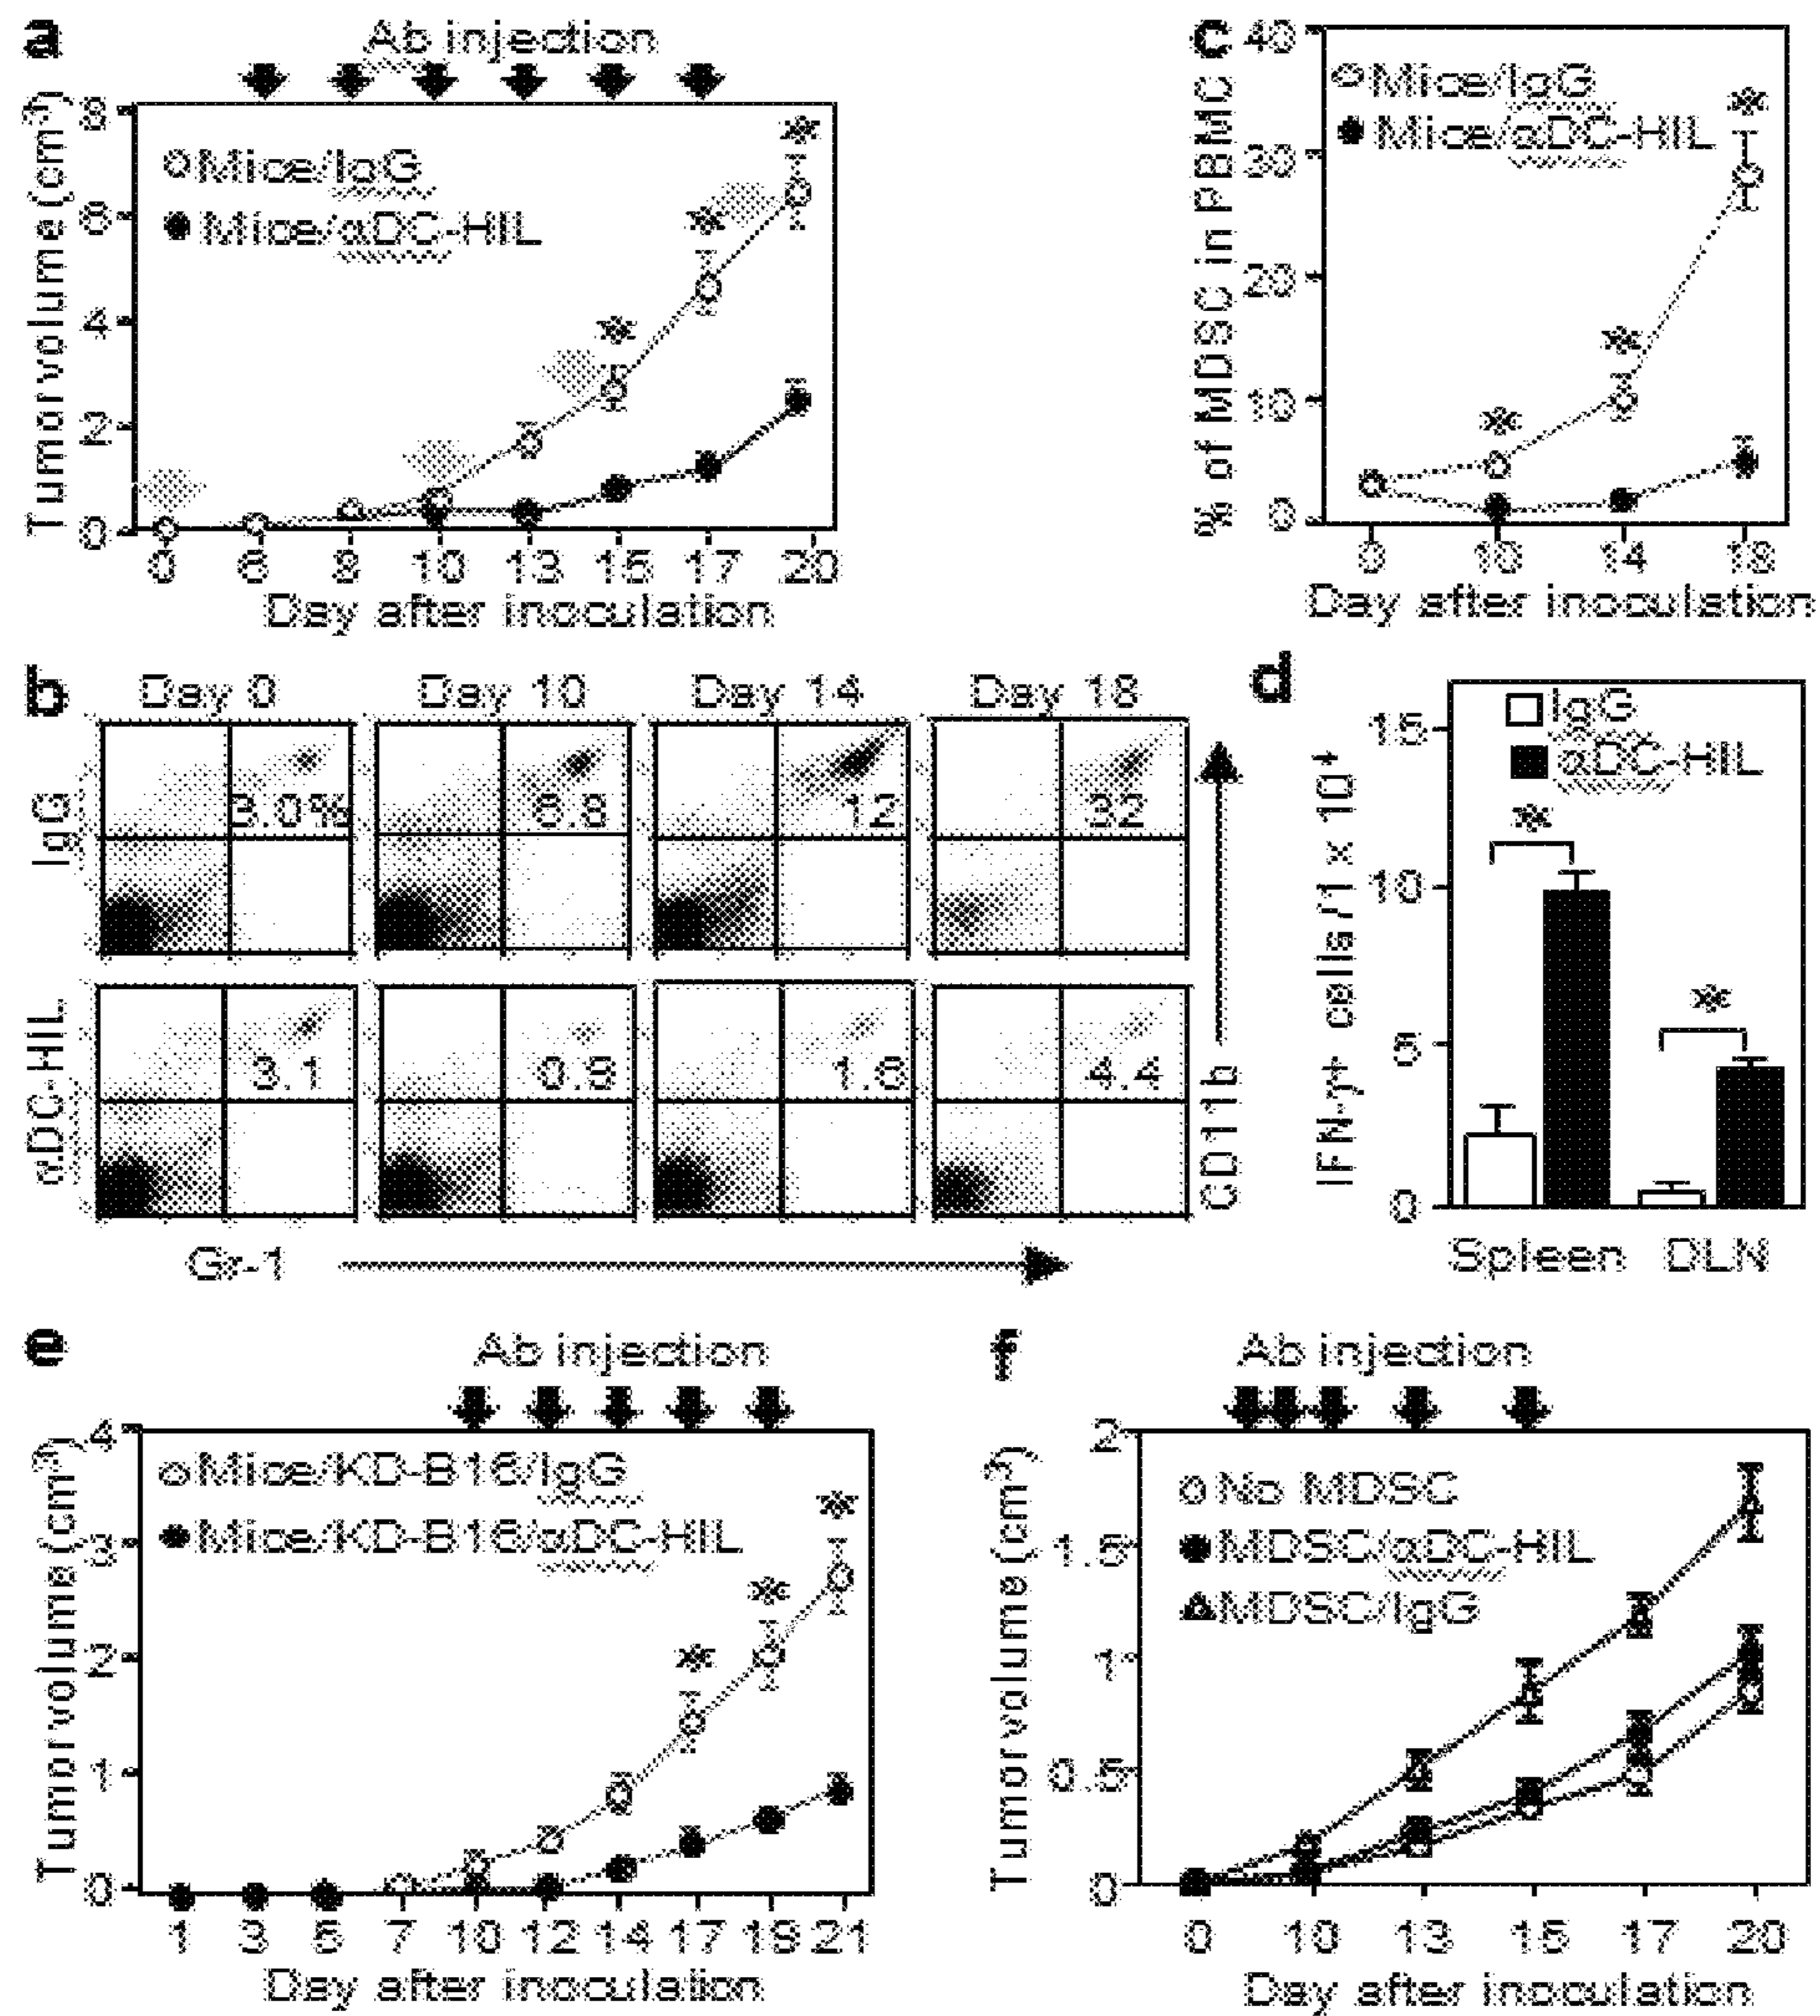 a
Ab injection
Tumor volume (cm³)
8
6
4
2
0
Mice/IgG
Mice/αDC-HIL
* * *
0 6 8 10 13 15 17 20
Day after inoculation
c
% of MDSC in PBMC
40
30
20
10
0
Mice/IgG
Mice/αDC-HIL
* * *
0 10 14 18
Day after inoculation
b
Day 0 Day 10 Day 14 Day 18
IgG
3.0% 6.8 12 32
αDC-HIL
3.1 0.9 1.6 4.4
Gr-1
CD11b
d
IFN-γ+ cells/1 x 10⁴
15
10
5
0
IgG
αDC-HIL
* *
Spleen DLN
e
Ab injection
Tumor volume (cm³)
4
3
2
1
0
Mice/KD-B16/IgG
Mice/KD-B16/αDC-HIL
* * *
1 3 5 7 10 12 14 17 19 21
Day after inoculation
f
Ab injection
Tumor volume (cm³)
2
1.5
1
0.5
0
No MDSC
MDSC/αDC-HIL
MDSC/IgG
0 10 13 15 17 20
Day after inoculation